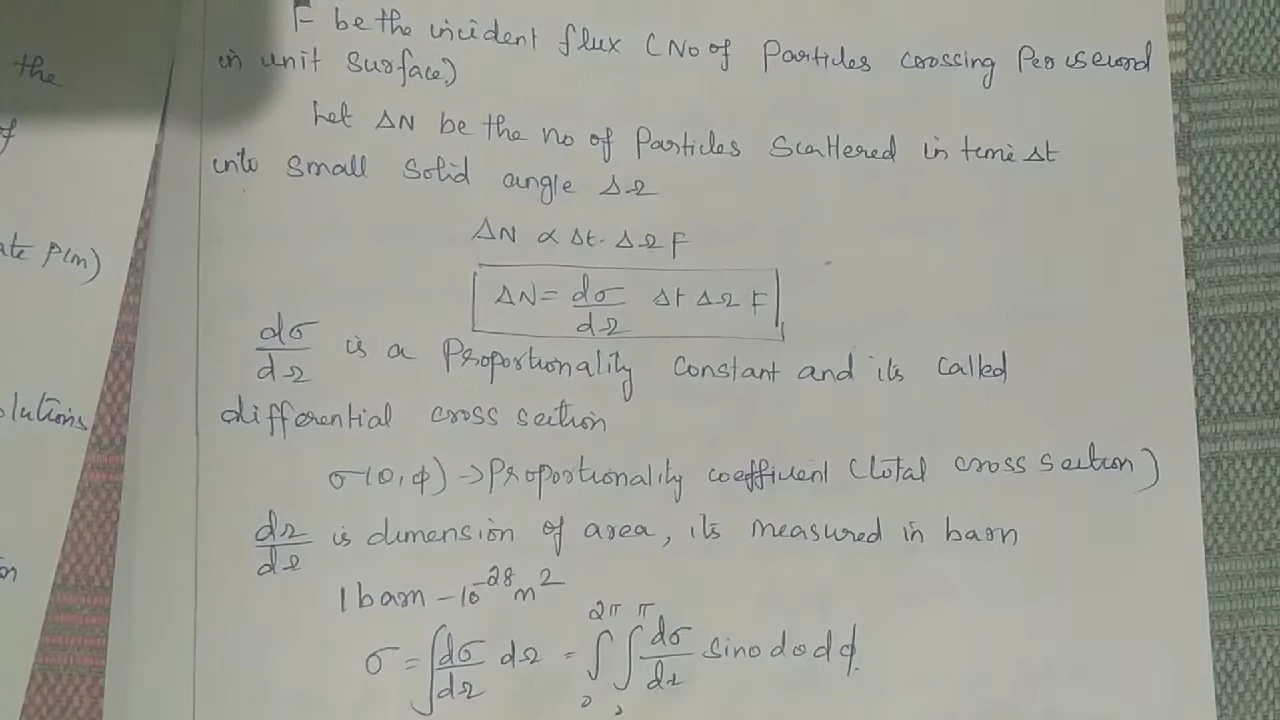 the
of
ate P(m)
olutions
on
F be the incident flux (No of Particles crossing Per second
in unit Surface)
Let ΔN be the no of Particles Scattered in time Δt
into small Solid angle ΔΩ
ΔN ∝ Δt. ΔΩ F
ΔN = dσ/dΩ Δt ΔΩ F
dσ/dΩ is a Proportionality Constant and its called
differential cross section
σ(θ,φ) → Proportionality coefficient (total cross section)
dΩ/dΩ is dimension of area, its measured in barn
1 barn - 10⁻²⁸ m²
σ = ∫ dσ/dΩ dΩ = ∫₀^2π ∫₀^π dσ/dΩ sinθ dθ dφ.